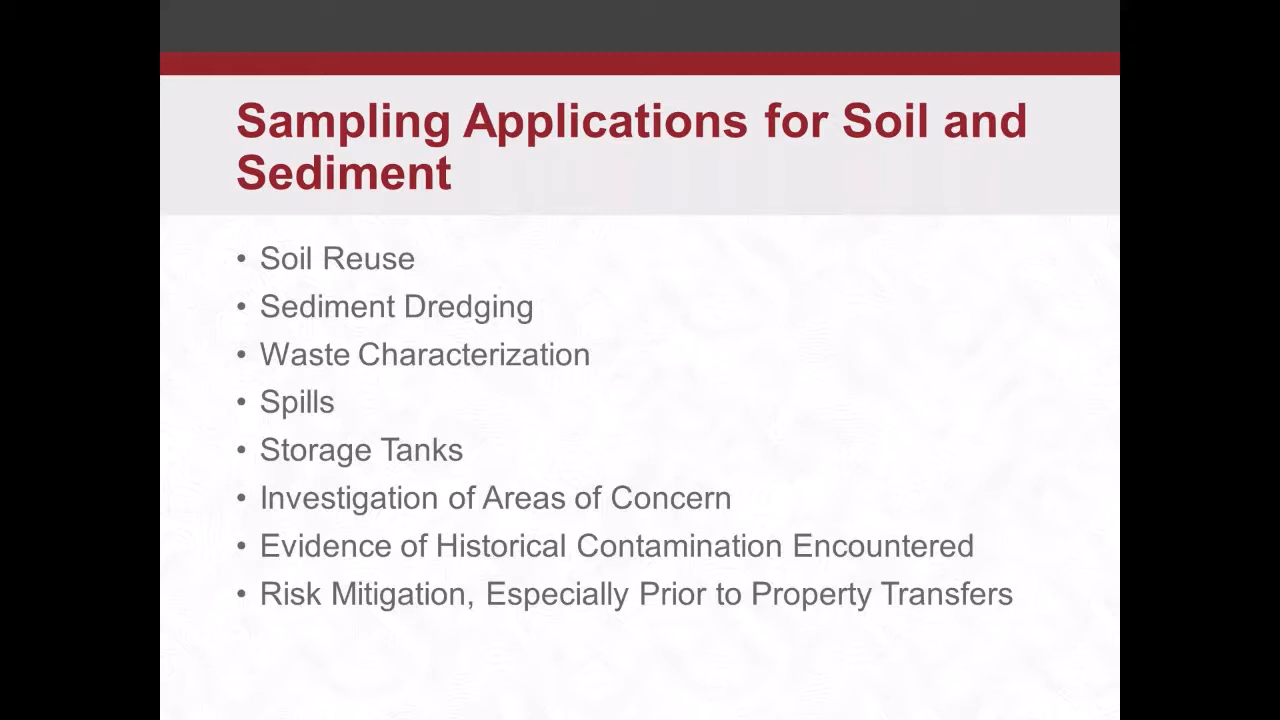 Sampling Applications for Soil and
Sediment
• Soil Reuse
• Sediment Dredging
• Waste Characterization
• Spills
• Storage Tanks
• Investigation of Areas of Concern
• Evidence of Historical Contamination Encountered
• Risk Mitigation, Especially Prior to Property Transfers